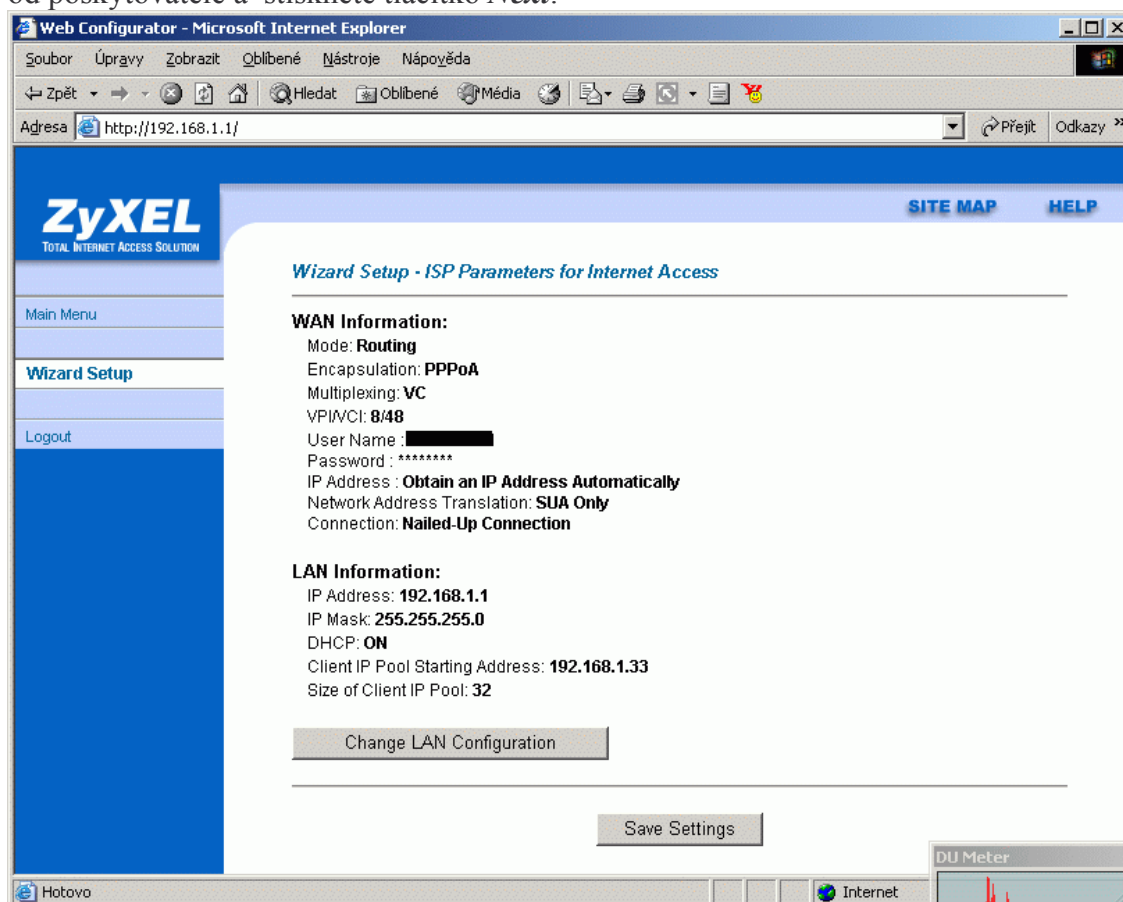 od poskytovatele a stisknete tlačítko Next.
Web Configurator - Microsoft Internet Explorer
Soubor Úpravy Zobrazit Oblíbené Nástroje Nápověda
Zpět Hledat Oblíbené Média
Adresa http://192.168.1.1/ Přejít Odkazy »
ZyXEL
TOTAL INTERNET ACCESS SOLUTION
SITE MAP HELP
Main Menu
Wizard Setup
Logout
Wizard Setup - ISP Parameters for Internet Access
WAN Information:
Mode: Routing
Encapsulation: PPPoA
Multiplexing: VC
VPI/VCI: 8/48
User Name :
Password : ********
IP Address : Obtain an IP Address Automatically
Network Address Translation: SUA Only
Connection: Nailed-Up Connection
LAN Information:
IP Address: 192.168.1.1
IP Mask: 255.255.255.0
DHCP: ON
Client IP Pool Starting Address: 192.168.1.33
Size of Client IP Pool: 32
Change LAN Configuration
Save Settings
DU Meter
Hotovo Internet